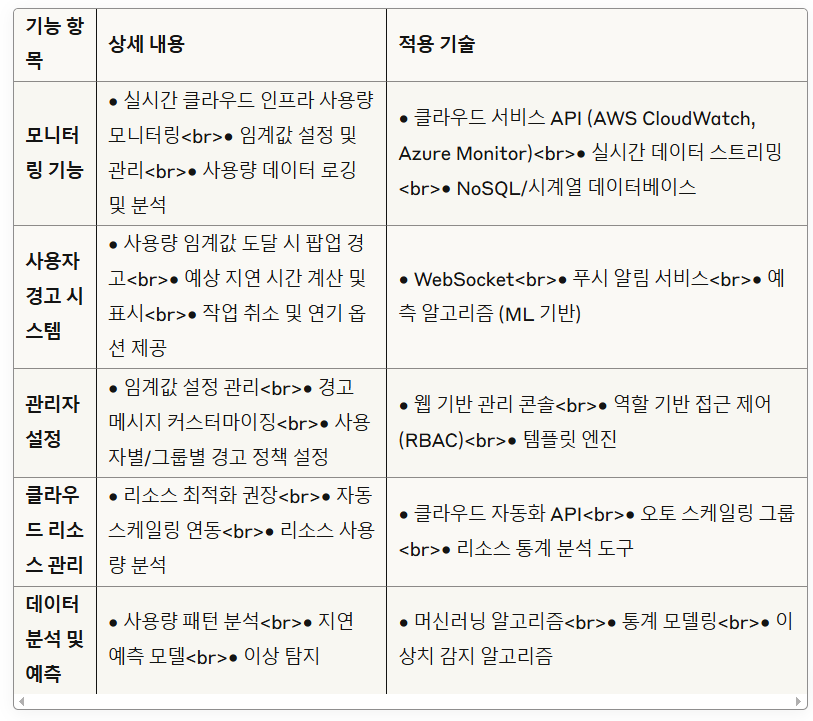 기능 항
목
상세 내용
적용 기술
모니터
링 기능
● 실시간 클라우드 인프라 사용량
모니터링<br>● 임계값 설정 및
관리<br>● 사용량 데이터 로깅
및 분석
● 클라우드 서비스 API (AWS CloudWatch,
Azure Monitor)<br>● 실시간 데이터 스트리밍
<br>● NoSQL/시계열 데이터베이스
사용자
경고 시
스템
● 사용량 임계값 도달 시 팝업 경
고<br>● 예상 지연 시간 계산 및
표시<br>● 작업 취소 및 연기 옵
션 제공
● WebSocket<br>● 푸시 알림 서비스<br>● 예
측 알고리즘 (ML 기반)
관리자
설정
● 임계값 설정 관리<br>● 경고
메시지 커스터마이징<br>● 사용
자별/그룹별 경고 정책 설정
● 웹 기반 관리 콘솔<br>● 역할 기반 접근 제어
(RBAC)<br>● 템플릿 엔진
클라우
드 리소
스 관리
● 리소스 최적화 권장<br>● 자동
스케일링 연동<br>● 리소스 사용
량 분석
● 클라우드 자동화 API<br>● 오토 스케일링 그룹
<br>● 리소스 통계 분석 도구
데이터
분석 및
예측
● 사용량 패턴 분석<br>● 지연
예측 모델<br>● 이상 탐지
● 머신러닝 알고리즘<br>● 통계 모델링<br>● 이
상치 감지 알고리즘